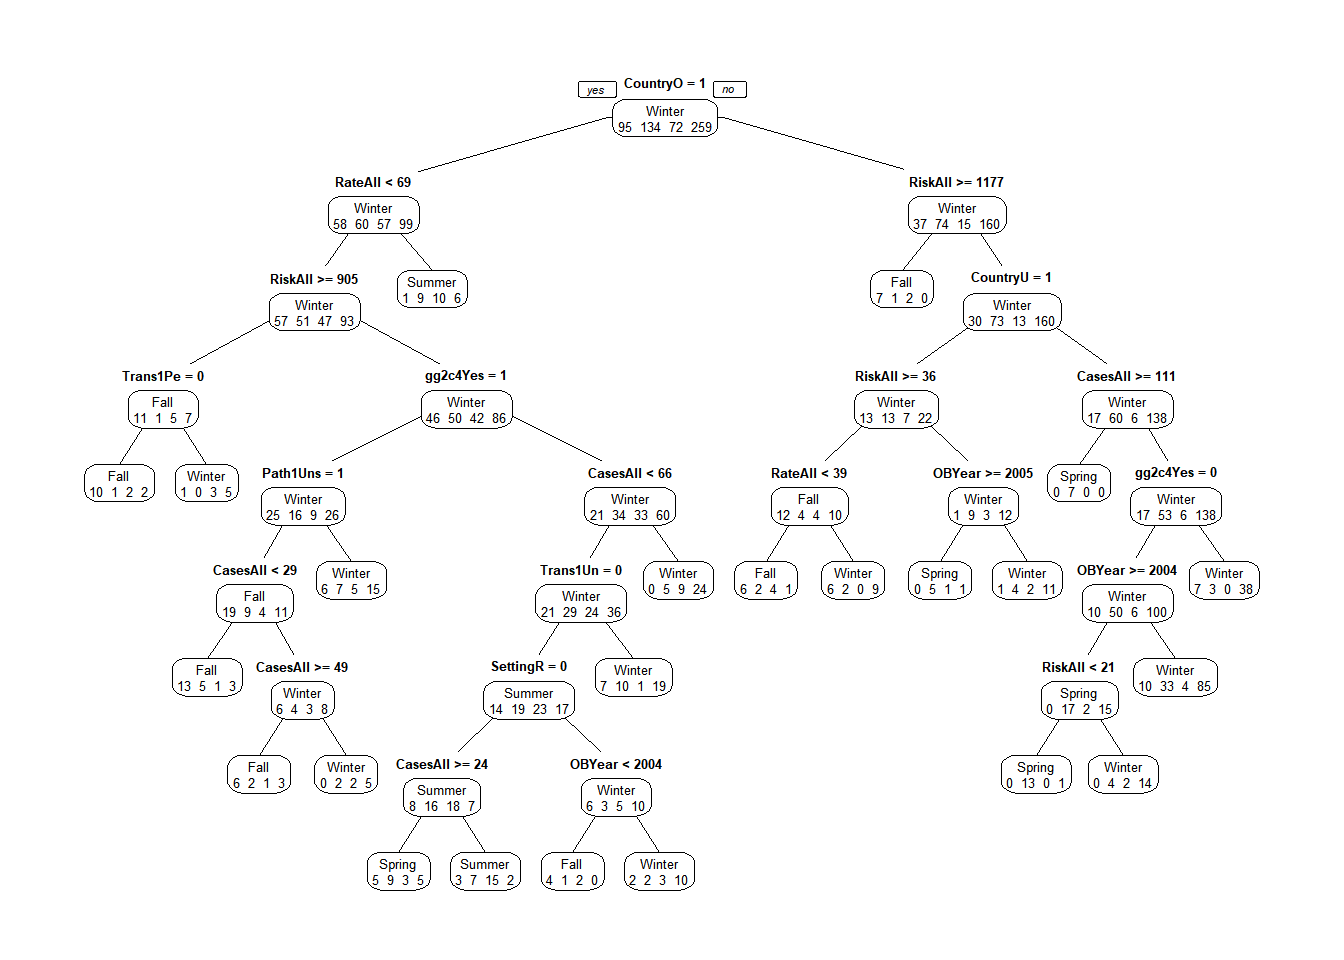 yes CountryO = 1 no
Winter
95 134 72 259
RateAll < 69 RiskAll >= 1177
Winter Winter
58 60 57 99 37 74 15 160
RiskAll >= 905 Summer Fall CountryU = 1
1 9 10 6 7 1 2 0
Winter Winter
57 51 47 93 30 73 13 160
Trans1Pe = 0 gg2c4Yes = 1 RiskAll >= 36 CasesAll >= 111
Fall Winter Winter Winter
11 1 5 7 46 50 42 86 13 13 7 22 17 60 6 138
Fall Winter Path1Uns = 1 CasesAll < 66 RateAll < 39 OBYear >= 2005 Spring gg2c4Yes = 0
10 1 2 2 1 0 3 5 0 7 0 0
Winter Winter Fall Winter Winter
25 16 9 26 21 34 33 60 12 4 4 10 1 9 3 12 17 53 6 138
CasesAll < 29 Winter Trans1Un = 0 Winter Fall Winter Spring Winter OBYear >= 2004 Winter
6 7 5 15 0 5 9 24 6 2 4 1 6 2 0 9 0 5 1 1 1 4 2 11 7 3 0 38
Fall Winter Winter
19 9 4 11 21 29 24 36 10 50 6 100
Fall CasesAll >= 49 SettingR = 0 Winter RiskAll < 21 Winter
13 5 1 3 7 10 1 19 10 33 4 85
Winter Summer Spring
6 4 3 8 14 19 23 17 0 17 2 15
Fall Winter CasesAll >= 24 OBYear < 2004 Spring Winter
6 2 1 3 0 2 2 5 0 13 0 1 0 4 2 14
Summer Winter
8 16 18 7 6 3 5 10
Spring Summer Fall Winter
5 9 3 5 3 7 15 2 4 1 2 0 2 2 3 10